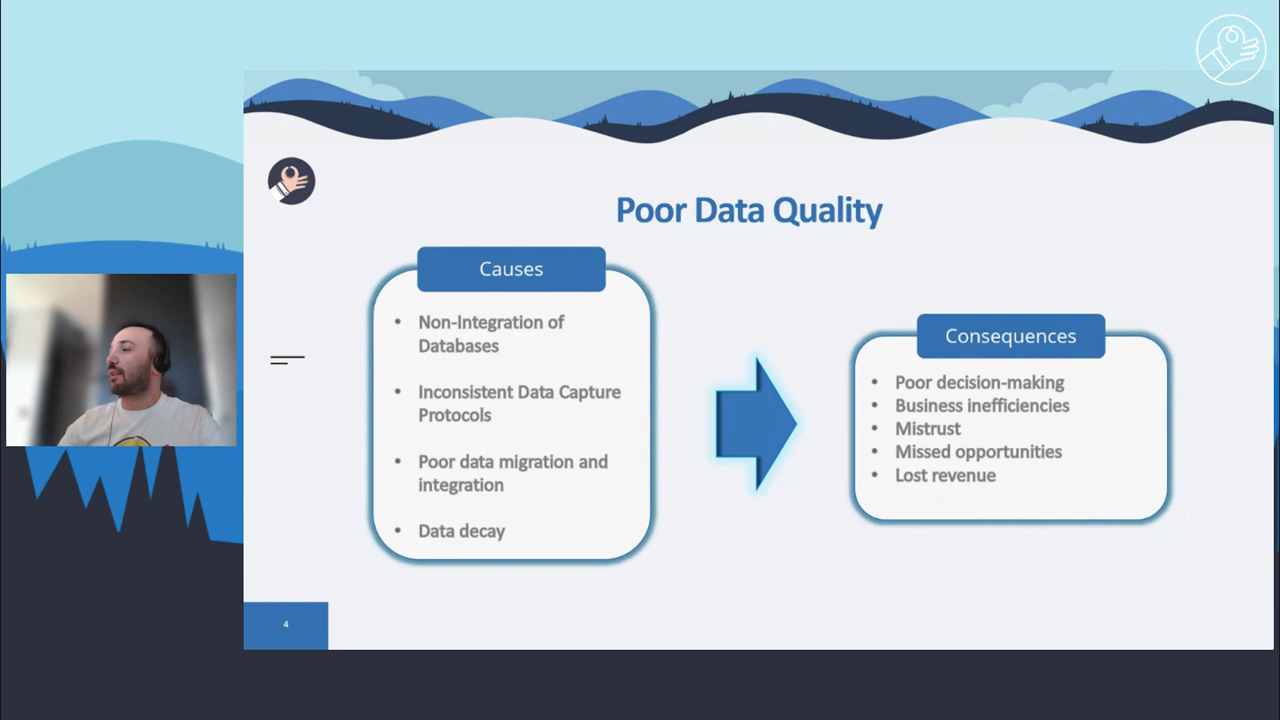 Poor Data Quality
Causes
• Non-Integration of
Databases
• Inconsistent Data Capture
Protocols
• Poor data migration and
integration
• Data decay
Consequences
• Poor decision-making
• Business inefficiencies
• Mistrust
• Missed opportunities
• Lost revenue
4